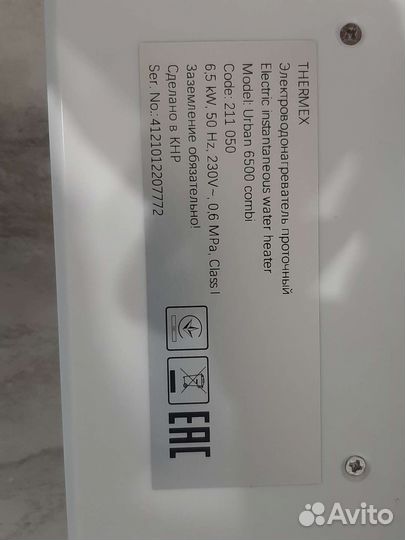 THERMEX
Электроводонагреватель проточный
Electric instantaneous water heater
Model: Urban 6500 combi
Code: 211 050
6,5 kW, 50 Hz, 230V~, 0,6 MPa, Class I
Заземление обязательно!
Сделано в КНР
Ser. No.: 4121012207772
EAC
Avito